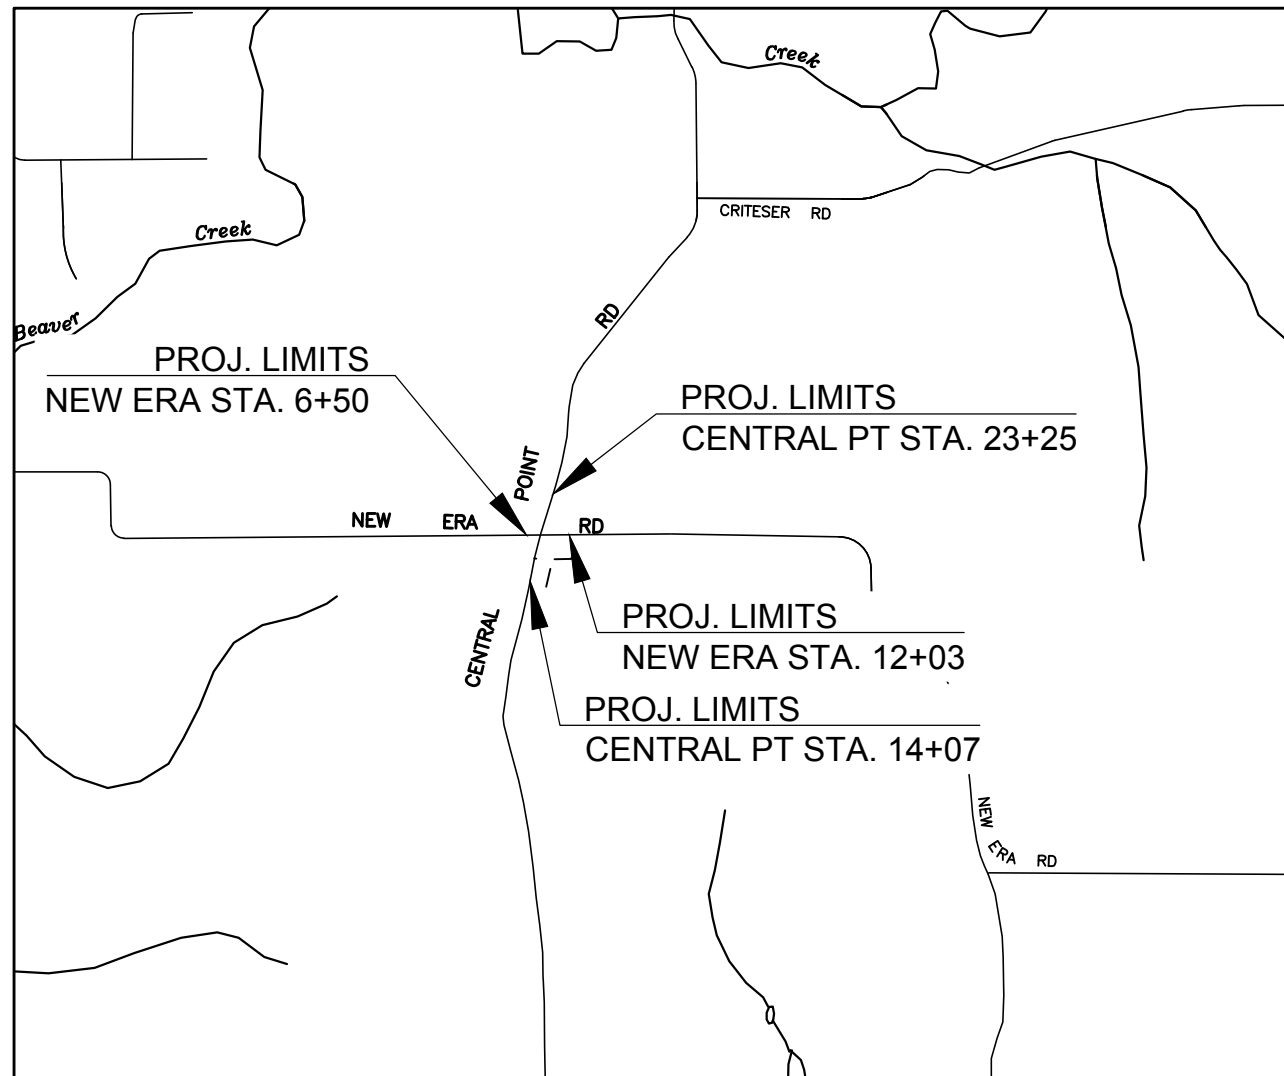 Creek
CRITESER RD
Creek
Beaver
RD
PROJ. LIMITS
NEW ERA STA. 6+50
PROJ. LIMITS
CENTRAL PT STA. 23+25
POINT
NEW ERA RD
CENTRAL
PROJ. LIMITS
NEW ERA STA. 12+03
PROJ. LIMITS
CENTRAL PT STA. 14+07
NEW
ERA RD